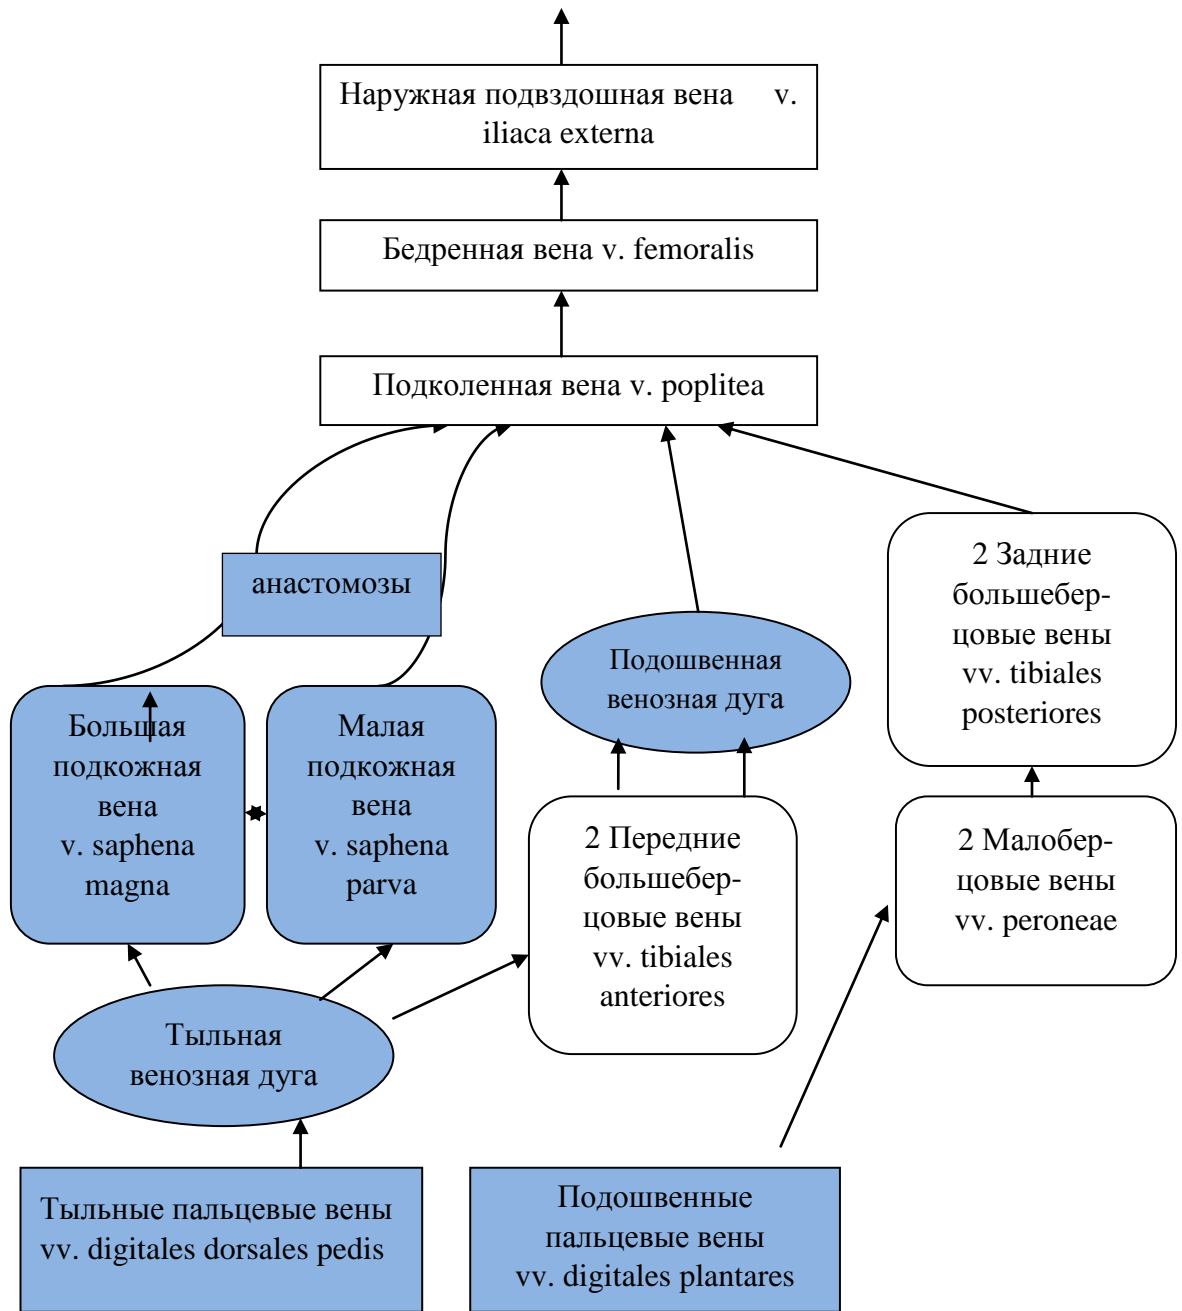 Наружная подвздошная вена v.
iliaca externa
Бедренная вена v. femoralis
Подколенная вена v. poplitea
анастомозы
2 Задние
большебер-
цовые вены
vv. tibiales
posteriores
Подошвенная
венозная дуга
Большая
подкожная
вена
v. saphena
magna
Малая
подкожная
вена
v. saphena
parva
2 Передние
большебер-
цовые вены
vv. tibiales
anteriores
2 Малобер-
цовые вены
vv. peroneae
Тыльная
венозная дуга
Тыльные пальцевые вены
vv. digitales dorsales pedis
Подошвенные
пальцевые вены
vv. digitales plantares